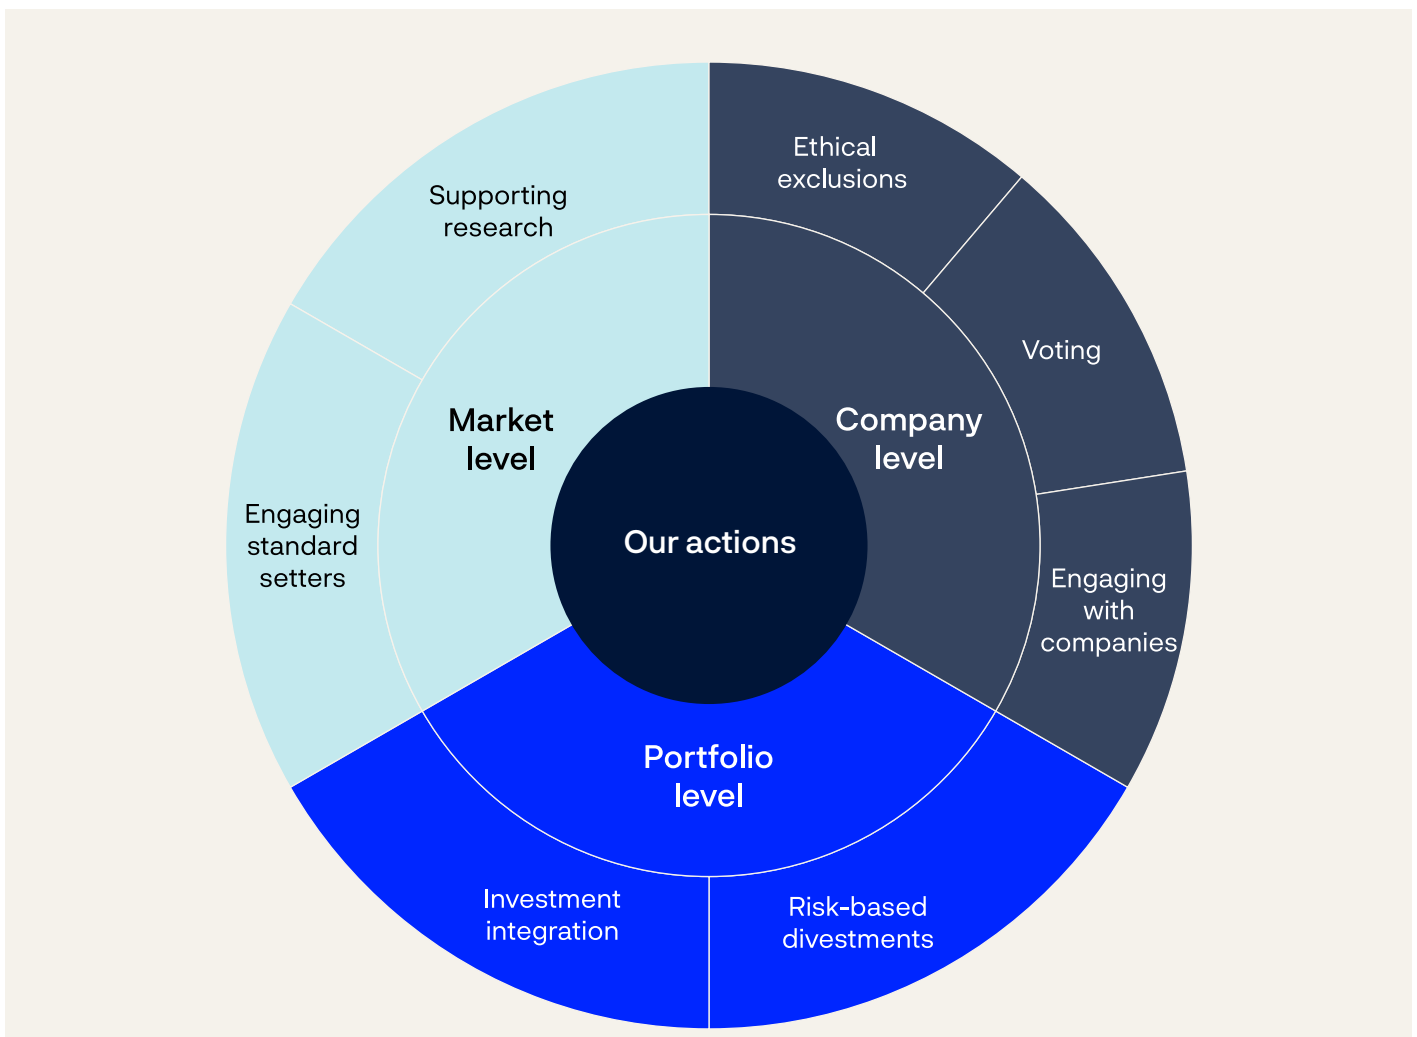 Our actions
Market
level
Supporting
research
Engaging
standard
setters
Company
level
Ethical
exclusions
Voting
Engaging
with
companies
Portfolio
level
Risk-based
divestments
Investment
integration